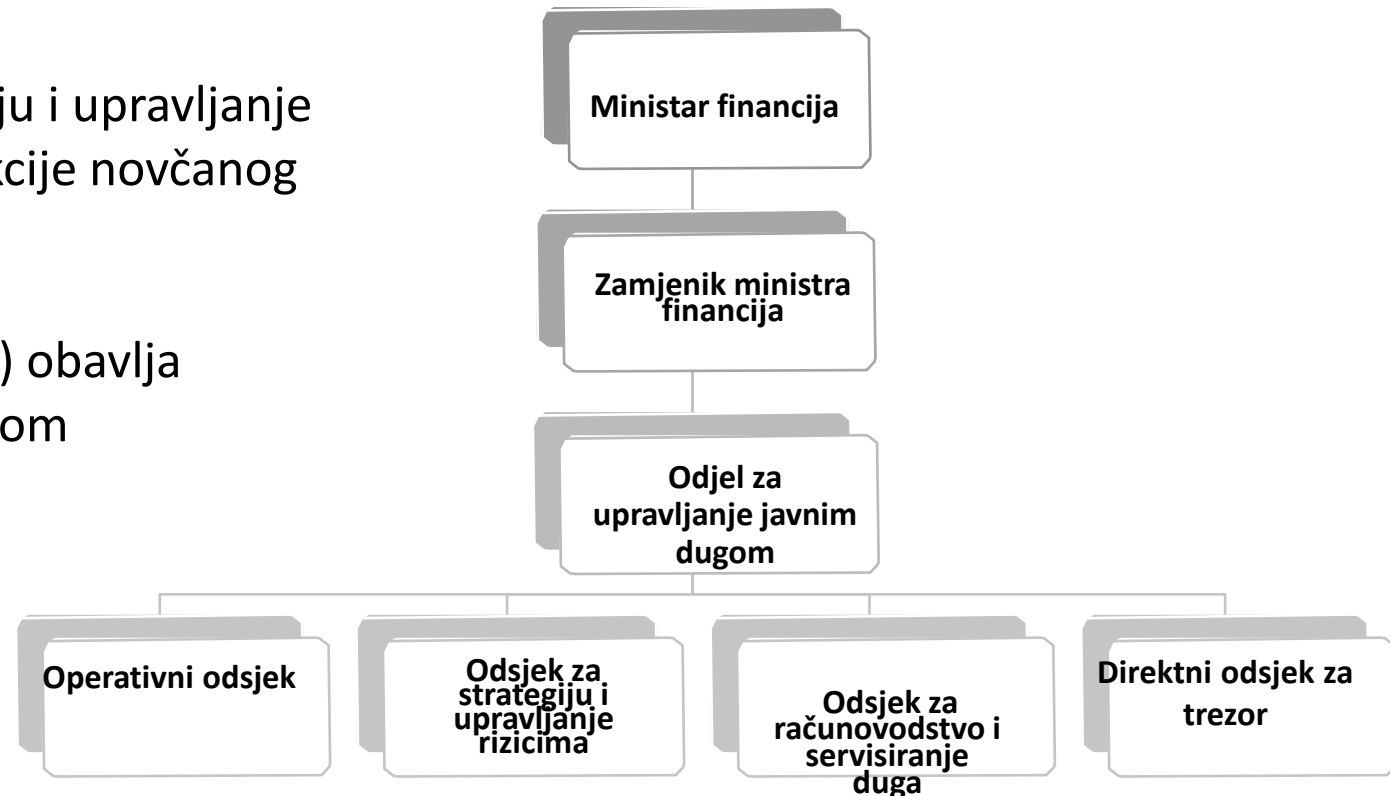 ju i upravljanje
kcije novčanog
) obavlja
om
Ministar financija
Zamjenik ministra
financija
Odjel za
upravljanje javnim
dugom
Operativni odsjek
Odsjek za
strategiju i
upravljanje
rizicima
Odsjek za
računovodstvo i
servisiranje
duga
Direktni odsjek za
trezor